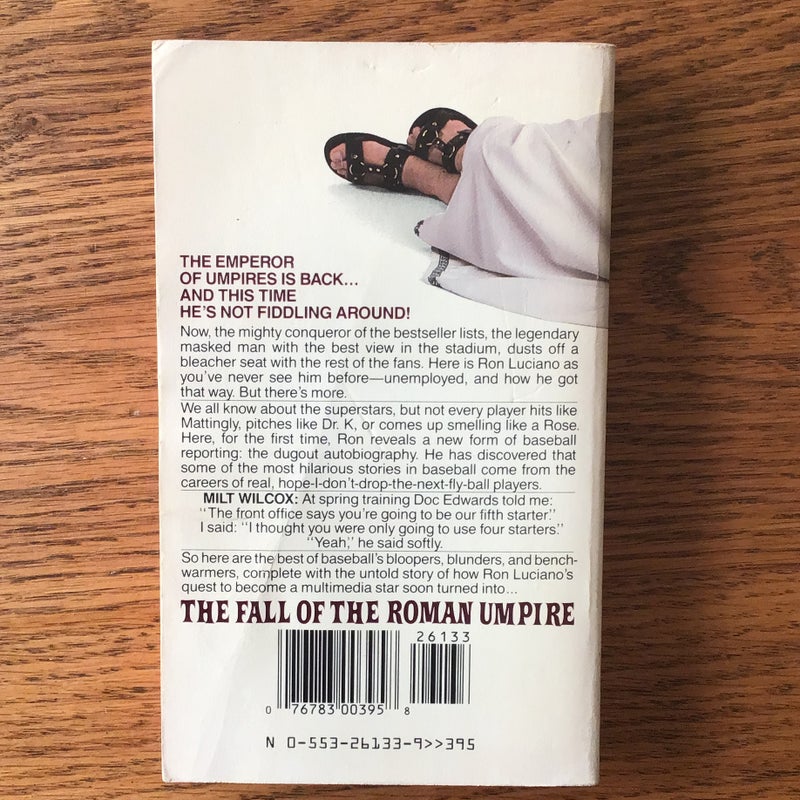 THE EMPEROR
OF UMPIRES IS BACK...
AND THIS TIME
HE'S NOT FIDDLING AROUND!
Now, the mighty conqueror of the bestseller lists, the legendary
masked man with the best view in the stadium, dusts off a
bleacher seat with the rest of the fans. Here is Ron Luciano as
you've never see him before—unemployed, and how he got
that way. But there's more.
We all know about the superstars, but not every player hits like
Mattingly, pitches like Dr. K, or comes up smelling like a Rose.
Here, for the first time, Ron reveals a new form of baseball
reporting: the dugout autobiography. He has discovered that
some of the most hilarious stories in baseball come from the
careers of real, hope-I-don't-drop-the-next-fly-ball players.
MILT WILCOX: At spring training Doc Edwards told me:
"The front office says you're going to be our fifth starter."
I said: "I thought you were only going to use four starters."
"Yeah," he said softly.
So here are the best of baseball's bloopers, blunders, and bench-
warmers, complete with the untold story of how Ron Luciano's
quest to become a multimedia star soon turned into...
THE FALL OF THE ROMAN UMPIRE
26133
0 76783 00395 8
N 0-553-26133-9>>395